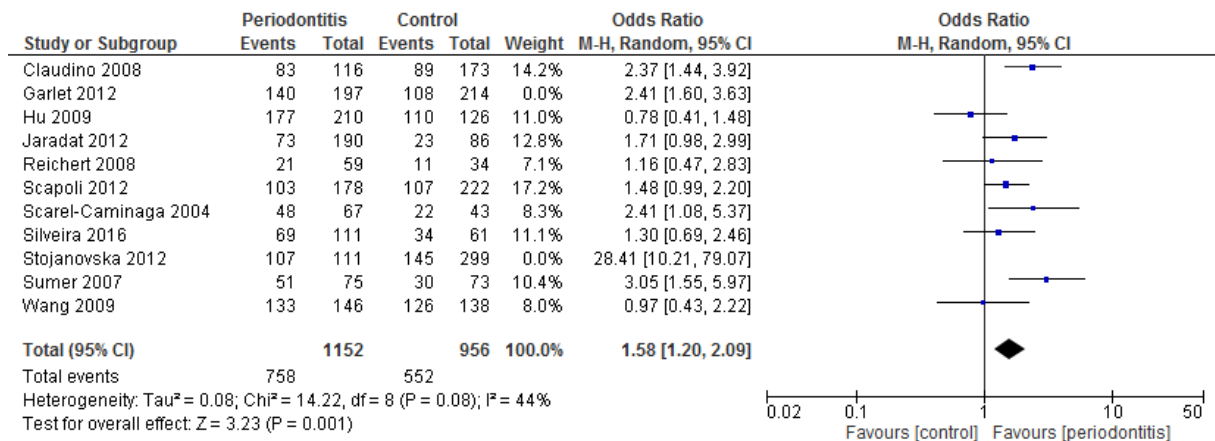 Periodontitis Control Odds Ratio Odds Ratio
Study or Subgroup Events Total Events Total Weight M-H, Random, 95% CI M-H, Random, 95% CI
Claudino 2008 83 116 89 173 14.2% 2.37 [1.44, 3.92]
Garlet 2012 140 197 108 214 0.0% 2.41 [1.60, 3.63]
Hu 2009 177 210 110 126 11.0% 0.78 [0.41, 1.48]
Jaradat 2012 73 190 23 86 12.8% 1.71 [0.98, 2.99]
Reichert 2008 21 59 11 34 7.1% 1.16 [0.47, 2.83]
Scapoli 2012 103 178 107 222 17.2% 1.48 [0.99, 2.20]
Scarel-Caminaga 2004 48 67 22 43 8.3% 2.41 [1.08, 5.37]
Silveira 2016 69 111 34 61 11.1% 1.30 [0.69, 2.46]
Stojanovska 2012 107 111 145 299 0.0% 28.41 [10.21, 79.07]
Sumer 2007 51 75 30 73 10.4% 3.05 [1.55, 5.97]
Wang 2009 133 146 126 138 8.0% 0.97 [0.43, 2.22]
Total (95% CI) 1152 956 100.0% 1.58 [1.20, 2.09]
Total events 758 552
Heterogeneity: Tau² = 0.08; Chi² = 14.22, df = 8 (P = 0.08); I² = 44%
Test for overall effect: Z = 3.23 (P = 0.001)
0.02 0.1 1 10 50
Favours [control] Favours [periodontitis]